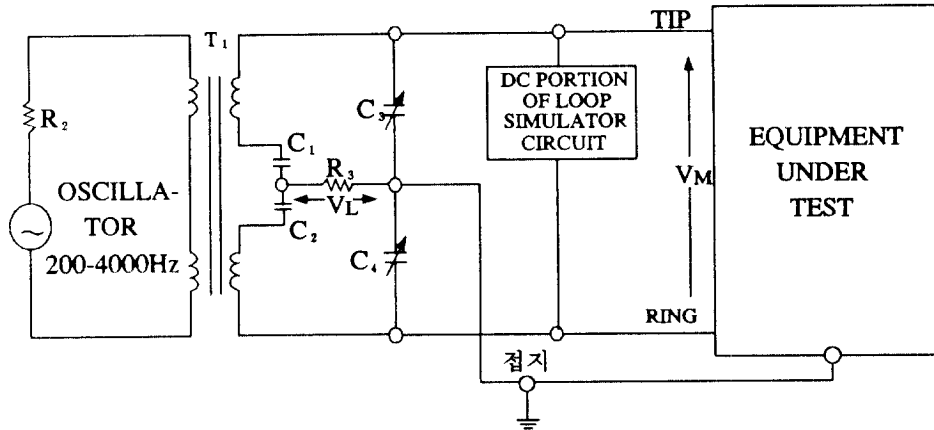 T1
TIP
DC PORTION
OF LOOP
SIMULATOR
CIRCUIT
C3
R2
C1
R3
VL
C2
OSCILLA-
TOR
200-4000Hz
C4
VM
EQUIPMENT
UNDER
TEST
RING
접지